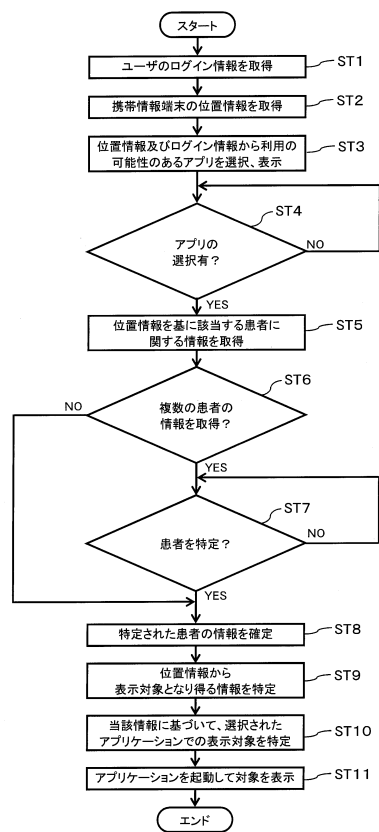 スタート
ユーザのログイン情報を取得
ST1
携帯情報端末の位置情報を取得
ST2
位置情報及びログイン情報から利用の
可能性のあるアプリを選択、表示
ST3
ST4
アプリの
選択有？
NO
YES
位置情報を基に該当する患者に
関する情報を取得
ST5
ST6
複数の患者の
情報を取得？
NO
YES
ST7
患者を特定？
NO
YES
特定された患者の情報を確定
ST8
位置情報から
表示対象となり得る情報を特定
ST9
当該情報に基づいて、選択された
アプリケーションでの表示対象を特定
ST10
アプリケーションを起動して対象を表示
ST11
エンド